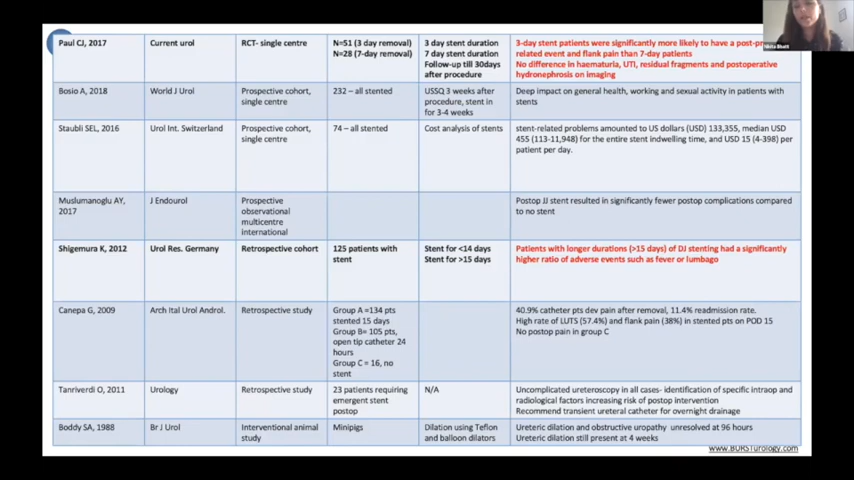 Paul CJ, 2017 Current urol RCT- single centre N=51 (3 day removal) 3 day stent duration 3-day stent patients were significantly more likely to have a
N=28 (7-day removal) 7 day stent duration related event and flank pain than 7-day patients
Follow-up till 30days No difference in haematuria, UTI, residual fragments and postoperative
after procedure hydronephrosis on imaging
Bosio A, 2018 World J Urol Prospective cohort, 232 – all stented USSQ 3 weeks after Deep impact on general health, working and sexual activity in patients with
single centre procedure, stent in stents
for 3-4 weeks
Staubli SEL, 2016 Urol Int. Switzerland Prospective cohort, 74 – all stented Cost analysis of stents stent-related problems amounted to US dollars (USD) 133,355, median USD
single centre 455 (113-11,948) for the entire stent indwelling time, and USD 15 (4-398) per
patient per day.
Muslumanoglu AY, J Endourol Prospective Postop JJ stent resulted in significantly fewer postop complications compared
2017 observational to no stent
multicentre
international
Shigemura K, 2012 Urol Res. Germany Retrospective cohort 125 patients with Stent for <14 days Patients with longer durations (>15 days) of DJ stenting had a significantly
stent Stent for >15 days higher ratio of adverse events such as fever or lumbago
Canepa G, 2009 Arch Ital Urol Androl. Retrospective study Group A =134 pts 40.9% catheter pts dev pain after removal, 11.4% readmission rate.
stented 15 days High rate of LUTS (57.4%) and flank pain (38%) in stented pts on POD 15
Group B= 105 pts, No postop pain in group C
open tip catheter 24
hours
Group C = 16, no
stent
Tanriverdi O, 2011 Urology Retrospective study 23 patients requiring N/A Uncomplicated ureteroscopy in all cases- identification of specific intraop and
emergent stent radiological factors increasing risk of postop intervention
postop Recommend transient ureteral catheter for overnight drainage
Boddy SA, 1988 Br J Urol Interventional animal Minipigs Dilation using Teflon Ureteric dilation and obstructive uropathy unresolved at 96 hours
study and balloon dilators Ureteric dilation still present at 4 weeks
www.BURSTurology.com